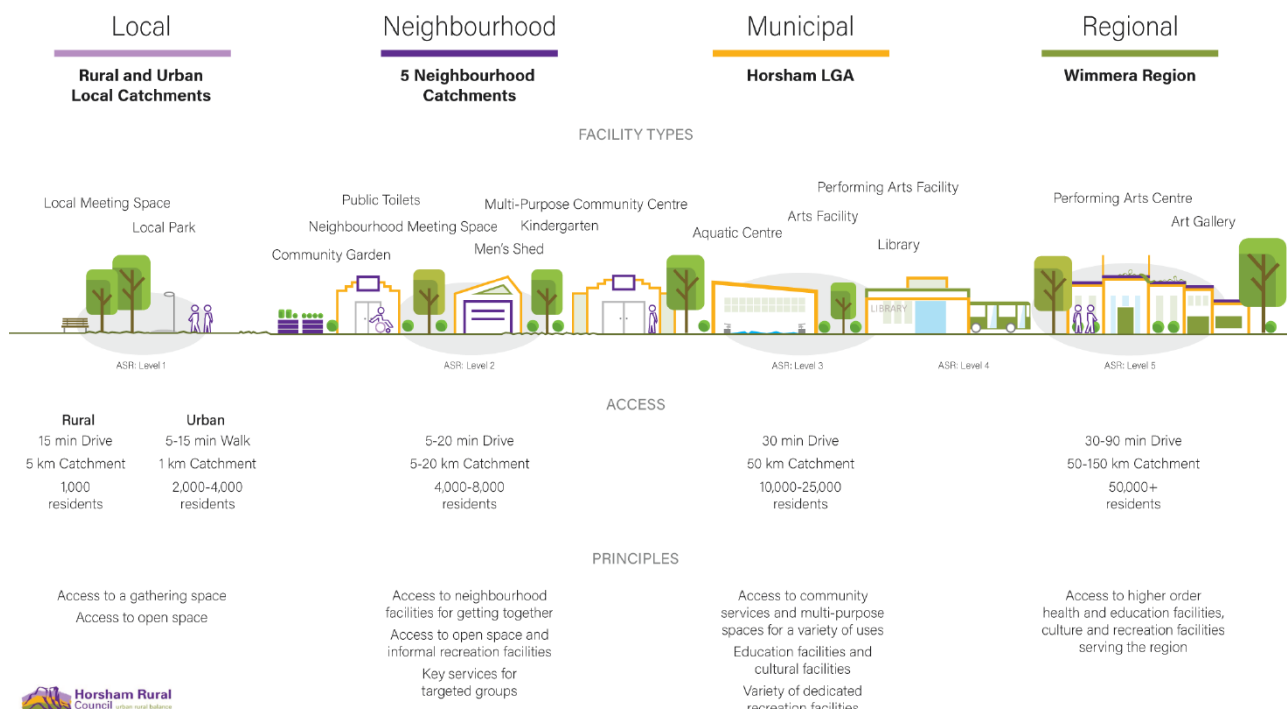 Local
Neighbourhood
Municipal
Regional
Rural and Urban
Local Catchments
5 Neighbourhood
Catchments
Horsham LGA
Wimmera Region
FACILITY TYPES
Local Meeting Space
Local Park
Public Toilets
Neighbourhood Meeting Space
Community Garden
Multi-Purpose Community Centre
Kindergarten
Men's Shed
Aquatic Centre
Performing Arts Facility
Arts Facility
Library
Performing Arts Centre
Art Gallery
LIBRARY
ASR: Level 1
ASR: Level 2
ASR: Level 3
ASR: Level 4
ASR: Level 5
ACCESS
Rural
15 min Drive
5 km Catchment
1,000
residents
Urban
5-15 min Walk
1 km Catchment
2,000-4,000
residents
5-20 min Drive
5-20 km Catchment
4,000-8,000
residents
30 min Drive
50 km Catchment
10,000-25,000
residents
30-90 min Drive
50-150 km Catchment
50,000+
residents
PRINCIPLES
Access to a gathering space
Access to open space
Access to neighbourhood
facilities for getting together
Access to open space and
informal recreation facilities
Key services for
targeted groups
Access to community
services and multi-purpose
spaces for a variety of uses
Education facilities and
cultural facilities
Variety of dedicated
recreation facilities
Access to higher order
health and education facilities,
culture and recreation facilities
serving the region
Horsham Rural
Council urban rural balance